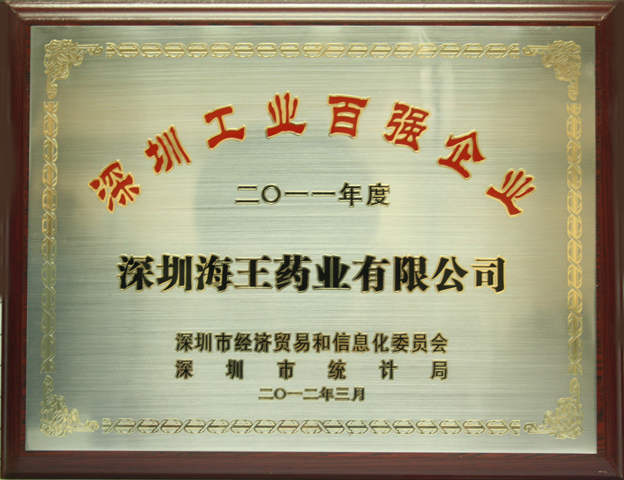 深圳工业百强企业
二〇一一年度
深圳海王药业有限公司
深圳市经济贸易和信息化委员会
深圳市统计局
二〇一二年三月